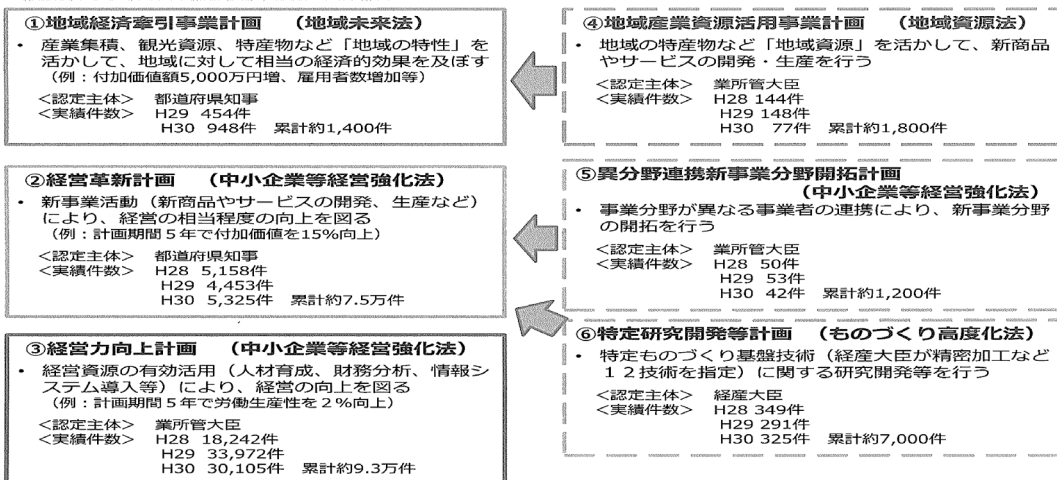 ①地域経済牽引事業計画 (地域未来法)
・ 産業集積、観光資源、特産物など「地域の特性」を
活かして、地域に対して相当の経済的効果を及ぼす
(例:付加価値額5,000万円増、雇用者数増加等)
<認定主体> 都道府県知事
<実績件数> H29 454件
H30 948件 累計約1,400件
②経営革新計画 (中小企業等経営強化法)
・ 新事業活動(新商品やサービスの開発、生産など)
により、経営の相当程度の向上を図る
(例:計画期間5年で付加価値を15%向上)
<認定主体> 都道府県知事
<実績件数> H28 5,158件
H29 4,453件
H30 5,325件 累計約7.5万件
③経営力向上計画 (中小企業等経営強化法)
・ 経営資源の有効活用(人材育成、財務分析、情報シ
ステム導入等)により、経営の向上を図る
(例:計画期間5年で労働生産性を2%向上)
<認定主体> 業所管大臣
<実績件数> H28 18,242件
H29 33,972件
H30 30,105件 累計約9.3万件
④地域産業資源活用事業計画 (地域資源法)
・ 地域の特産物など「地域資源」を活かして、新商品
やサービスの開発・生産を行う
<認定主体> 業所管大臣
<実績件数> H28 144件
H29 148件
H30 77件 累計約1,800件
⑤異分野連携新事業分野開拓計画
(中小企業等経営強化法)
・ 事業分野が異なる事業者の連携により、新事業分野
の開拓を行う
<認定主体> 業所管大臣
<実績件数> H28 50件
H29 53件
H30 42件 累計約1,200件
⑥特定研究開発等計画 (ものづくり高度化法)
・ 特定ものづくり基盤技術(経産大臣が精密加工など
12技術を指定)に関する研究開発等を行う
<認定主体> 経産大臣
<実績件数> H28 349件
H29 291件
H30 325件 累計約7,000件